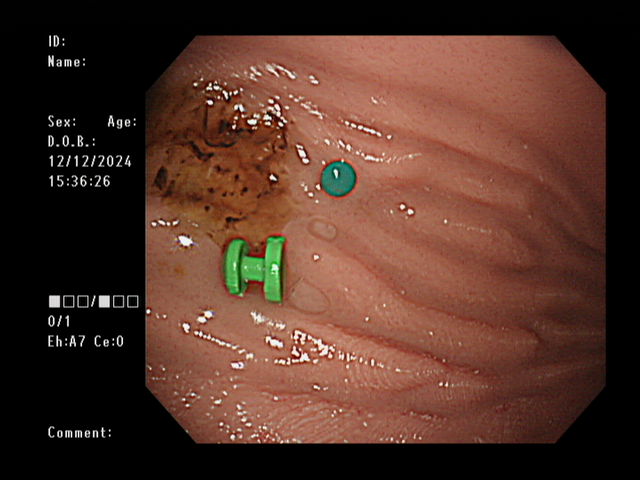 ID:
Name:
Sex: Age:
D.O.B.:
12/12/2024
15:36:26
■□□/■□□
0/1
Eh:A7 Ce:0
Comment: